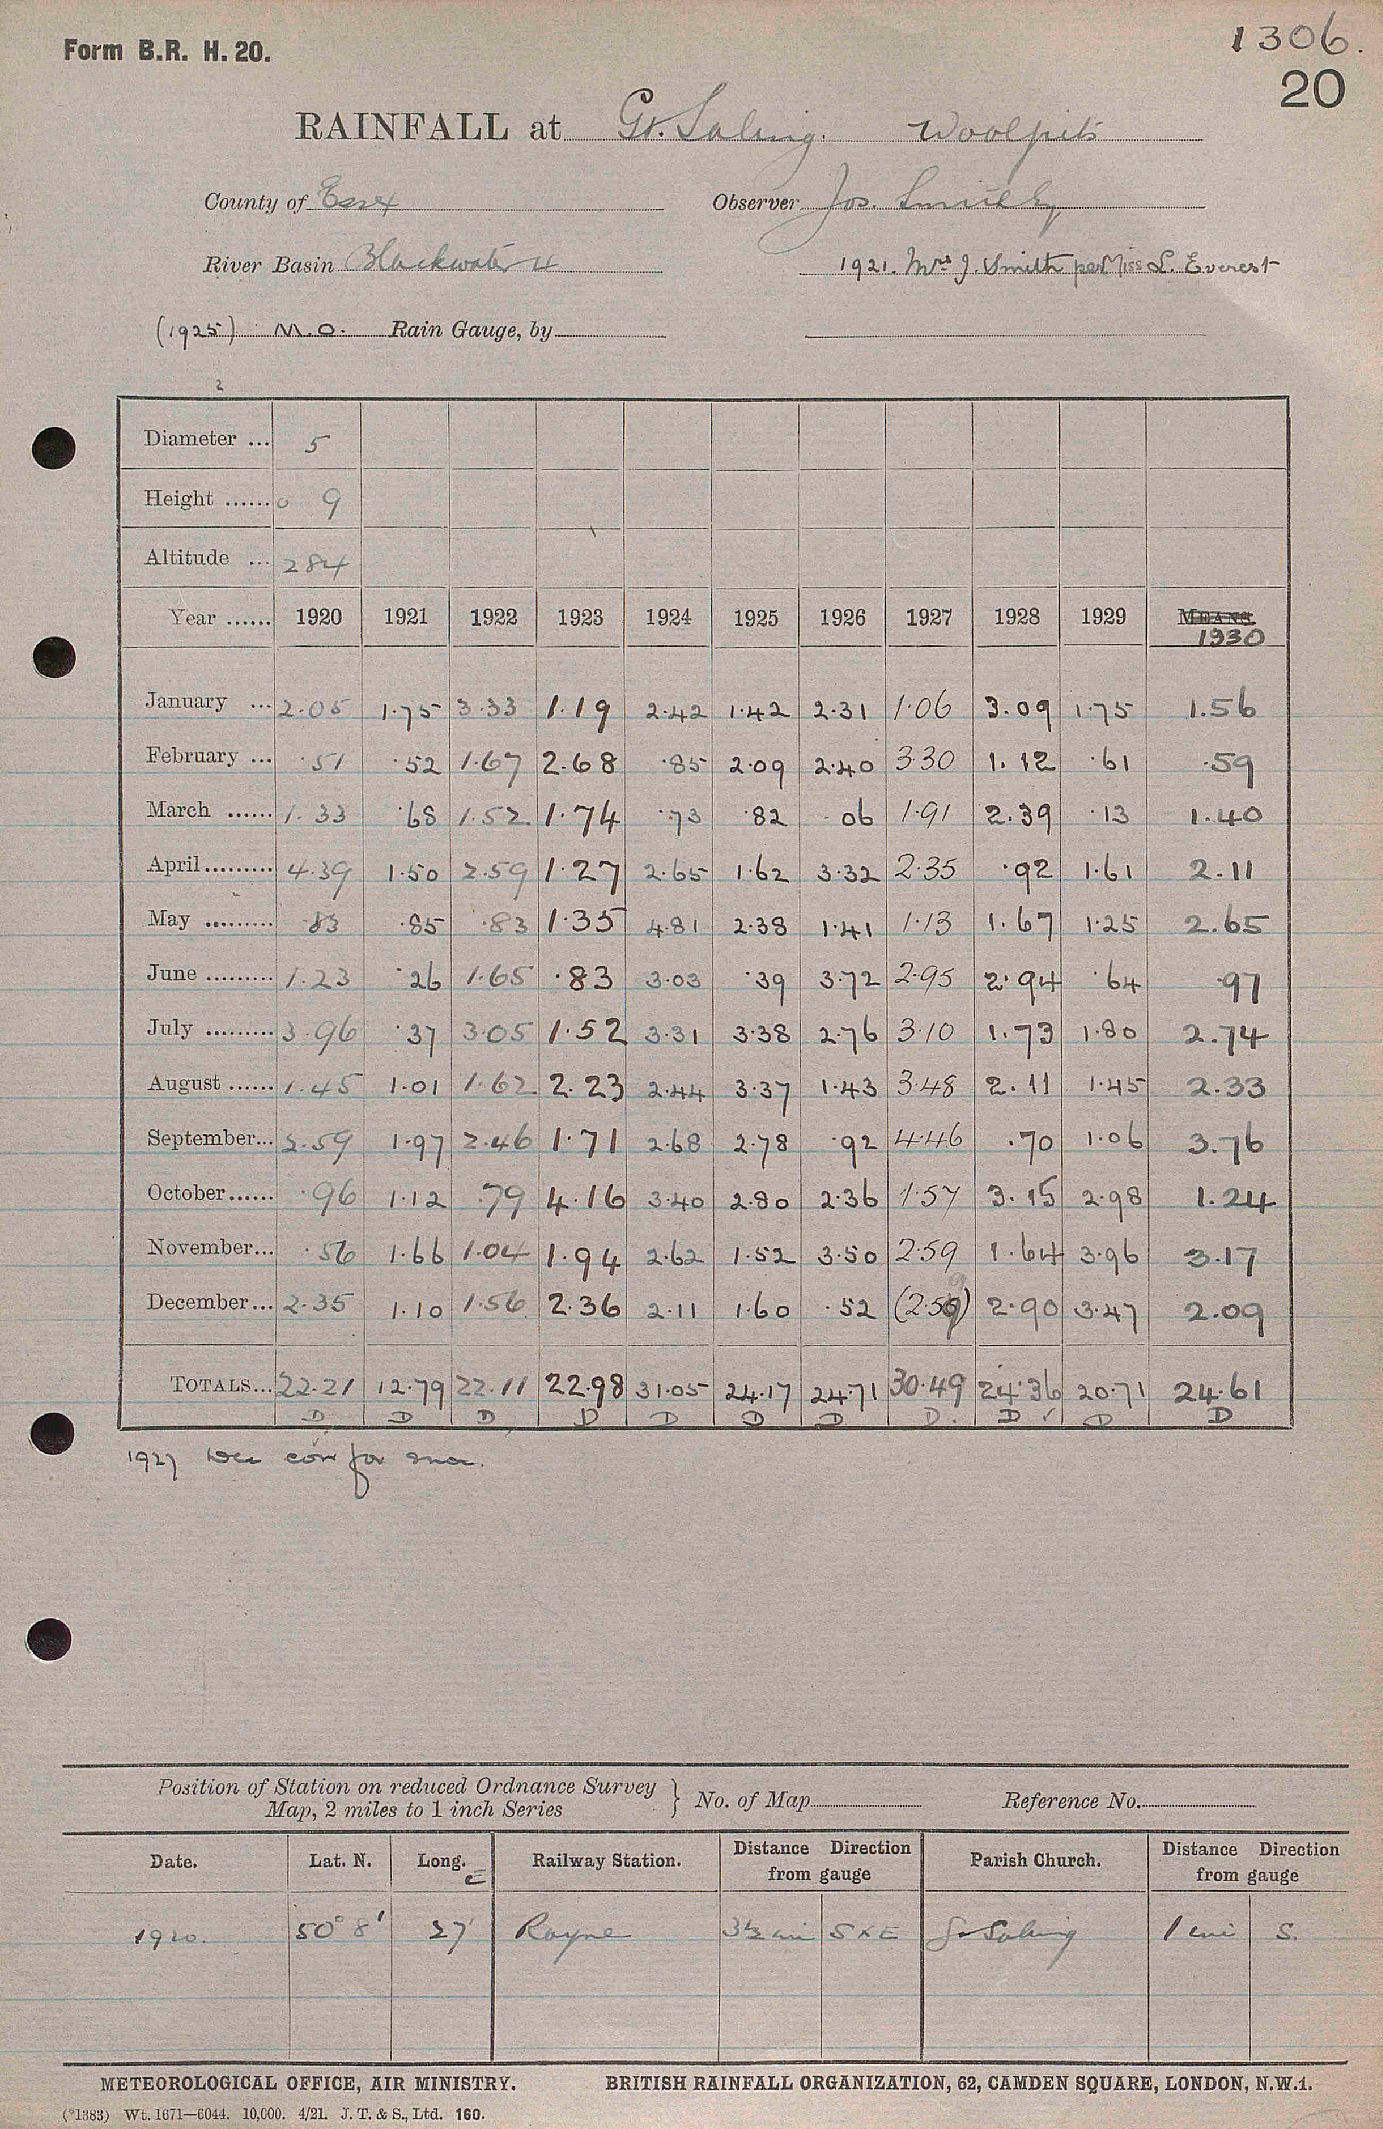 Form B.R. H. 20.
1306.
20
RAINFALL at Gt. Saling. Woolpits
County of Essex Observer Jos. Smith
River Basin Blackwater 1921. Mrs J. Smith per Miss L. Everest
(1925) M.O. Rain Gauge, by
Diameter ... 5
Height ...... 0 9
Altitude ... 284
Year ...... 1920 1921 1922 1923 1924 1925 1926 1927 1928 1929 MEANS. 1930
January ... 2.05 1.75 3.33 1.19 2.42 1.42 2.31 1.06 3.09 1.75 1.56
February ... .51 .52 1.67 2.68 .85 2.09 2.40 3.30 1.12 .61 .59
March ...... 1.33 .68 1.52 1.74 .73 .82 .06 1.91 2.39 .13 1.40
April......... 4.39 1.50 2.59 1.27 2.65 1.62 3.32 2.35 .92 1.61 2.11
May ......... .83 .85 .83 1.35 4.81 2.38 1.41 1.13 1.67 1.25 2.65
June ......... 1.23 .26 1.65 .83 3.03 .39 3.72 2.95 2.94 .64 .97
July ......... 3.96 .37 3.05 1.52 3.31 3.38 2.76 3.10 1.73 1.80 2.74
August ...... 1.45 1.01 1.62 2.23 2.44 3.37 1.43 3.48 2.11 1.45 2.33
September... 2.59 1.97 2.46 1.71 2.68 2.78 .92 4.46 .70 1.06 3.76
October...... .96 1.12 .79 4.16 3.40 2.80 2.36 1.57 3.15 2.98 1.24
November... .56 1.66 1.04 1.94 2.62 1.52 3.50 2.59 1.64 3.96 3.17
December... 2.35 1.10 1.56 2.36 2.11 1.60 .52 (2.59) 2.90 3.47 2.09
TOTALS... 22.21 12.79 22.11 22.98 31.05 24.17 24.71 30.49 24.36 20.71 24.61
D D D D D D D D. D ✓ D D
1927 Dec corr for snow.
Position of Station on reduced Ordnance Survey
Map, 2 miles to 1 inch Series } No. of Map Reference No.
Date. Lat. N. Long. E Railway Station. Distance Direction from gauge Parish Church. Distance Direction from gauge
1920. 50° 8' 27' Rayne 3½ mi S x E Gt Saling 1 mi S.
METEOROLOGICAL OFFICE, AIR MINISTRY. BRITISH RAINFALL ORGANIZATION, 62, CAMDEN SQUARE, LONDON, N.W.1.
(*1383) Wt. 1671—6044. 10,000. 4/21. J. T. & S., Ltd. 160.